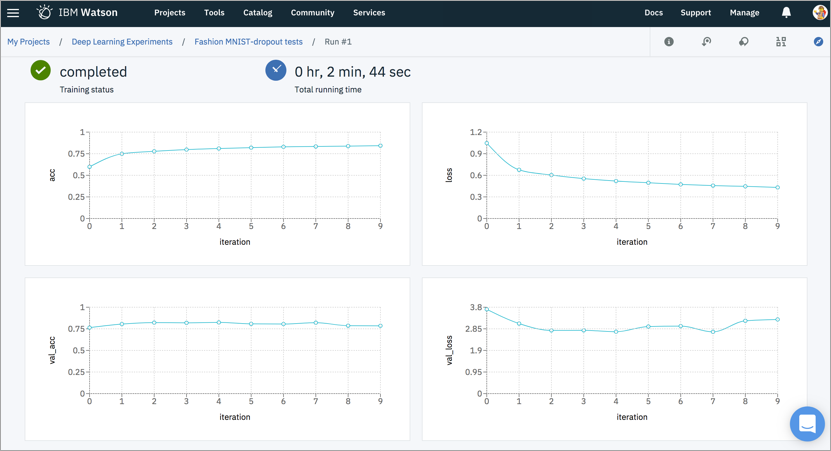 IBM Watson Projects Tools Catalog Community Services Docs Support Manage
My Projects / Deep Learning Experiments / Fashion MNIST-dropout tests / Run #1
completed
Training status
0 hr, 2 min, 44 sec
Total running time
acc
1
0.75
0.5
0.25
0
0 1 2 3 4 5 6 7 8 9
iteration
loss
1.2
0.9
0.6
0.3
0
0 1 2 3 4 5 6 7 8 9
iteration
val_acc
1
0.75
0.5
0.25
0
0 1 2 3 4 5 6 7 8 9
iteration
val_loss
3.8
2.85
1.9
0.95
0
0 1 2 3 4 5 6 7 8 9
iteration